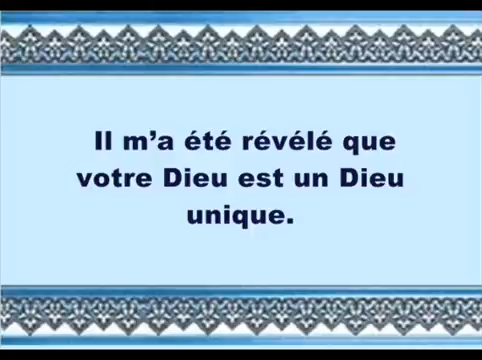 Il m’a été révélé que
votre Dieu est un Dieu
unique.